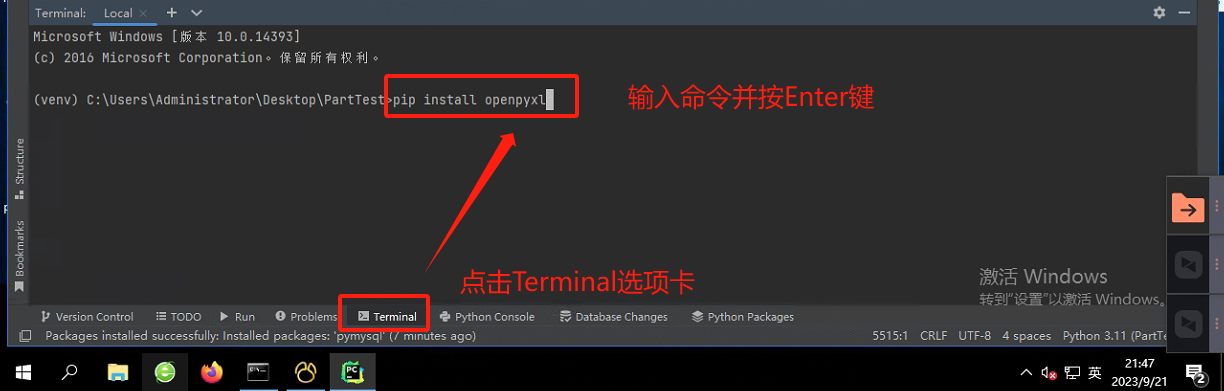 Terminal: Local × + 
Microsoft Windows [版本 10.0.14393]
(c) 2016 Microsoft Corporation。保留所有权利。
(venv) C:\Users\Administrator\Desktop\PartTest>pip install openpyxl
输入命令并按Enter键
Structure
Bookmarks
点击Terminal选项卡
激活 Windows
转到"设置"以激活 Windows。
Version Control TODO Run Problems Terminal Python Console Database Changes Python Packages
Packages installed successfully: Installed packages: 'pymysql' (7 minutes ago) 5515:1 CRLF UTF-8 4 spaces Python 3.11 (PartTe
PC
英 21:47
2023/9/21 2